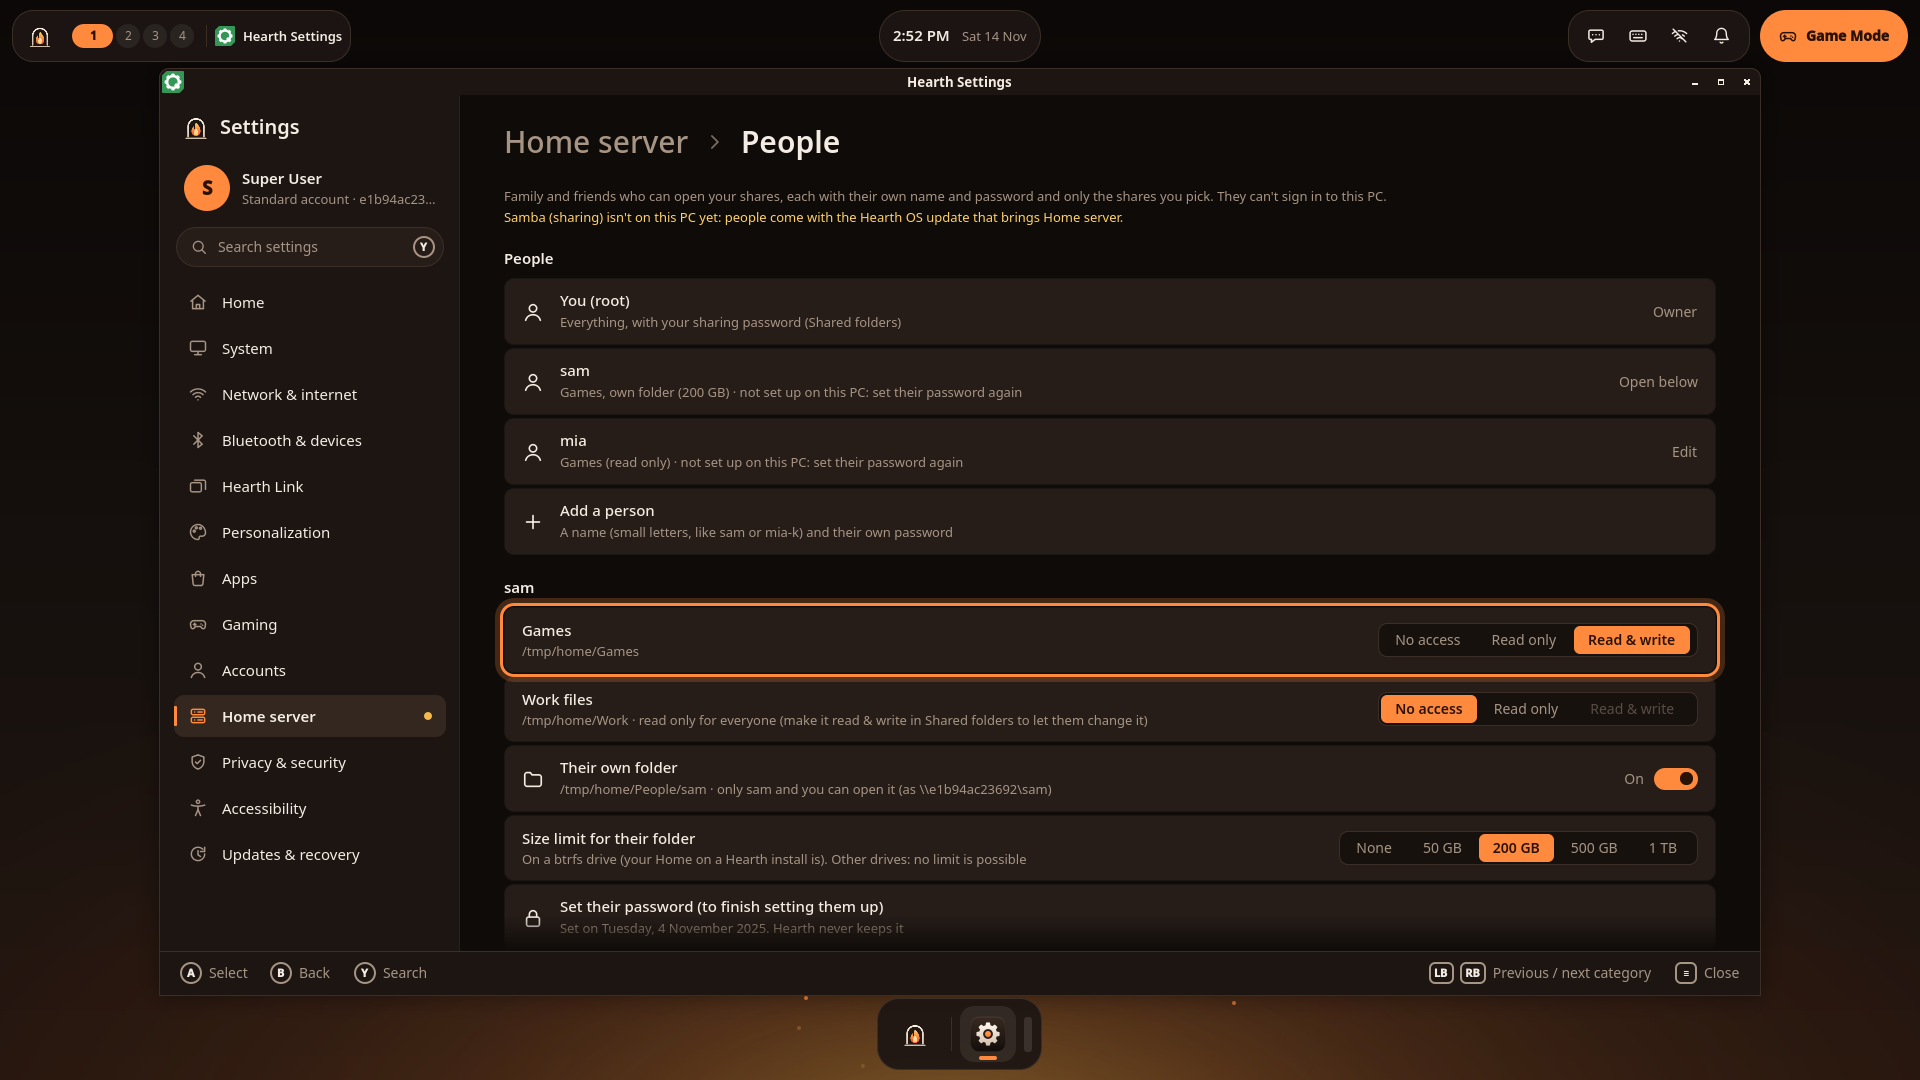 1 2 3 4 Hearth Settings
2:52 PM Sat 14 Nov
Game Mode
Hearth Settings
Settings
S
Super User
Standard account · e1b94ac23...
Search settings Y
Home
System
Network & internet
Bluetooth & devices
Hearth Link
Personalization
Apps
Gaming
Accounts
Home server
Privacy & security
Accessibility
Updates & recovery
Home server People
Family and friends who can open your shares, each with their own name and password and only the shares you pick. They can't sign in to this PC.
Samba (sharing) isn't on this PC yet: people come with the Hearth OS update that brings Home server.
People
You (root)
Everything, with your sharing password (Shared folders)
Owner
sam
Games, own folder (200 GB) · not set up on this PC: set their password again
Open below
mia
Games (read only) · not set up on this PC: set their password again
Edit
Add a person
A name (small letters, like sam or mia-k) and their own password
sam
Games
/tmp/home/Games
No access Read only Read & write
Work files
/tmp/home/Work · read only for everyone (make it read & write in Shared folders to let them change it)
No access Read only Read & write
Their own folder
/tmp/home/People/sam · only sam and you can open it (as \\e1b94ac23692\sam)
On
Size limit for their folder
On a btrfs drive (your Home on a Hearth install is). Other drives: no limit is possible
None 50 GB 200 GB 500 GB 1 TB
Set their password (to finish setting them up)
Set on Tuesday, 4 November 2025. Hearth never keeps it
A Select B Back Y Search
LB RB Previous / next category Close